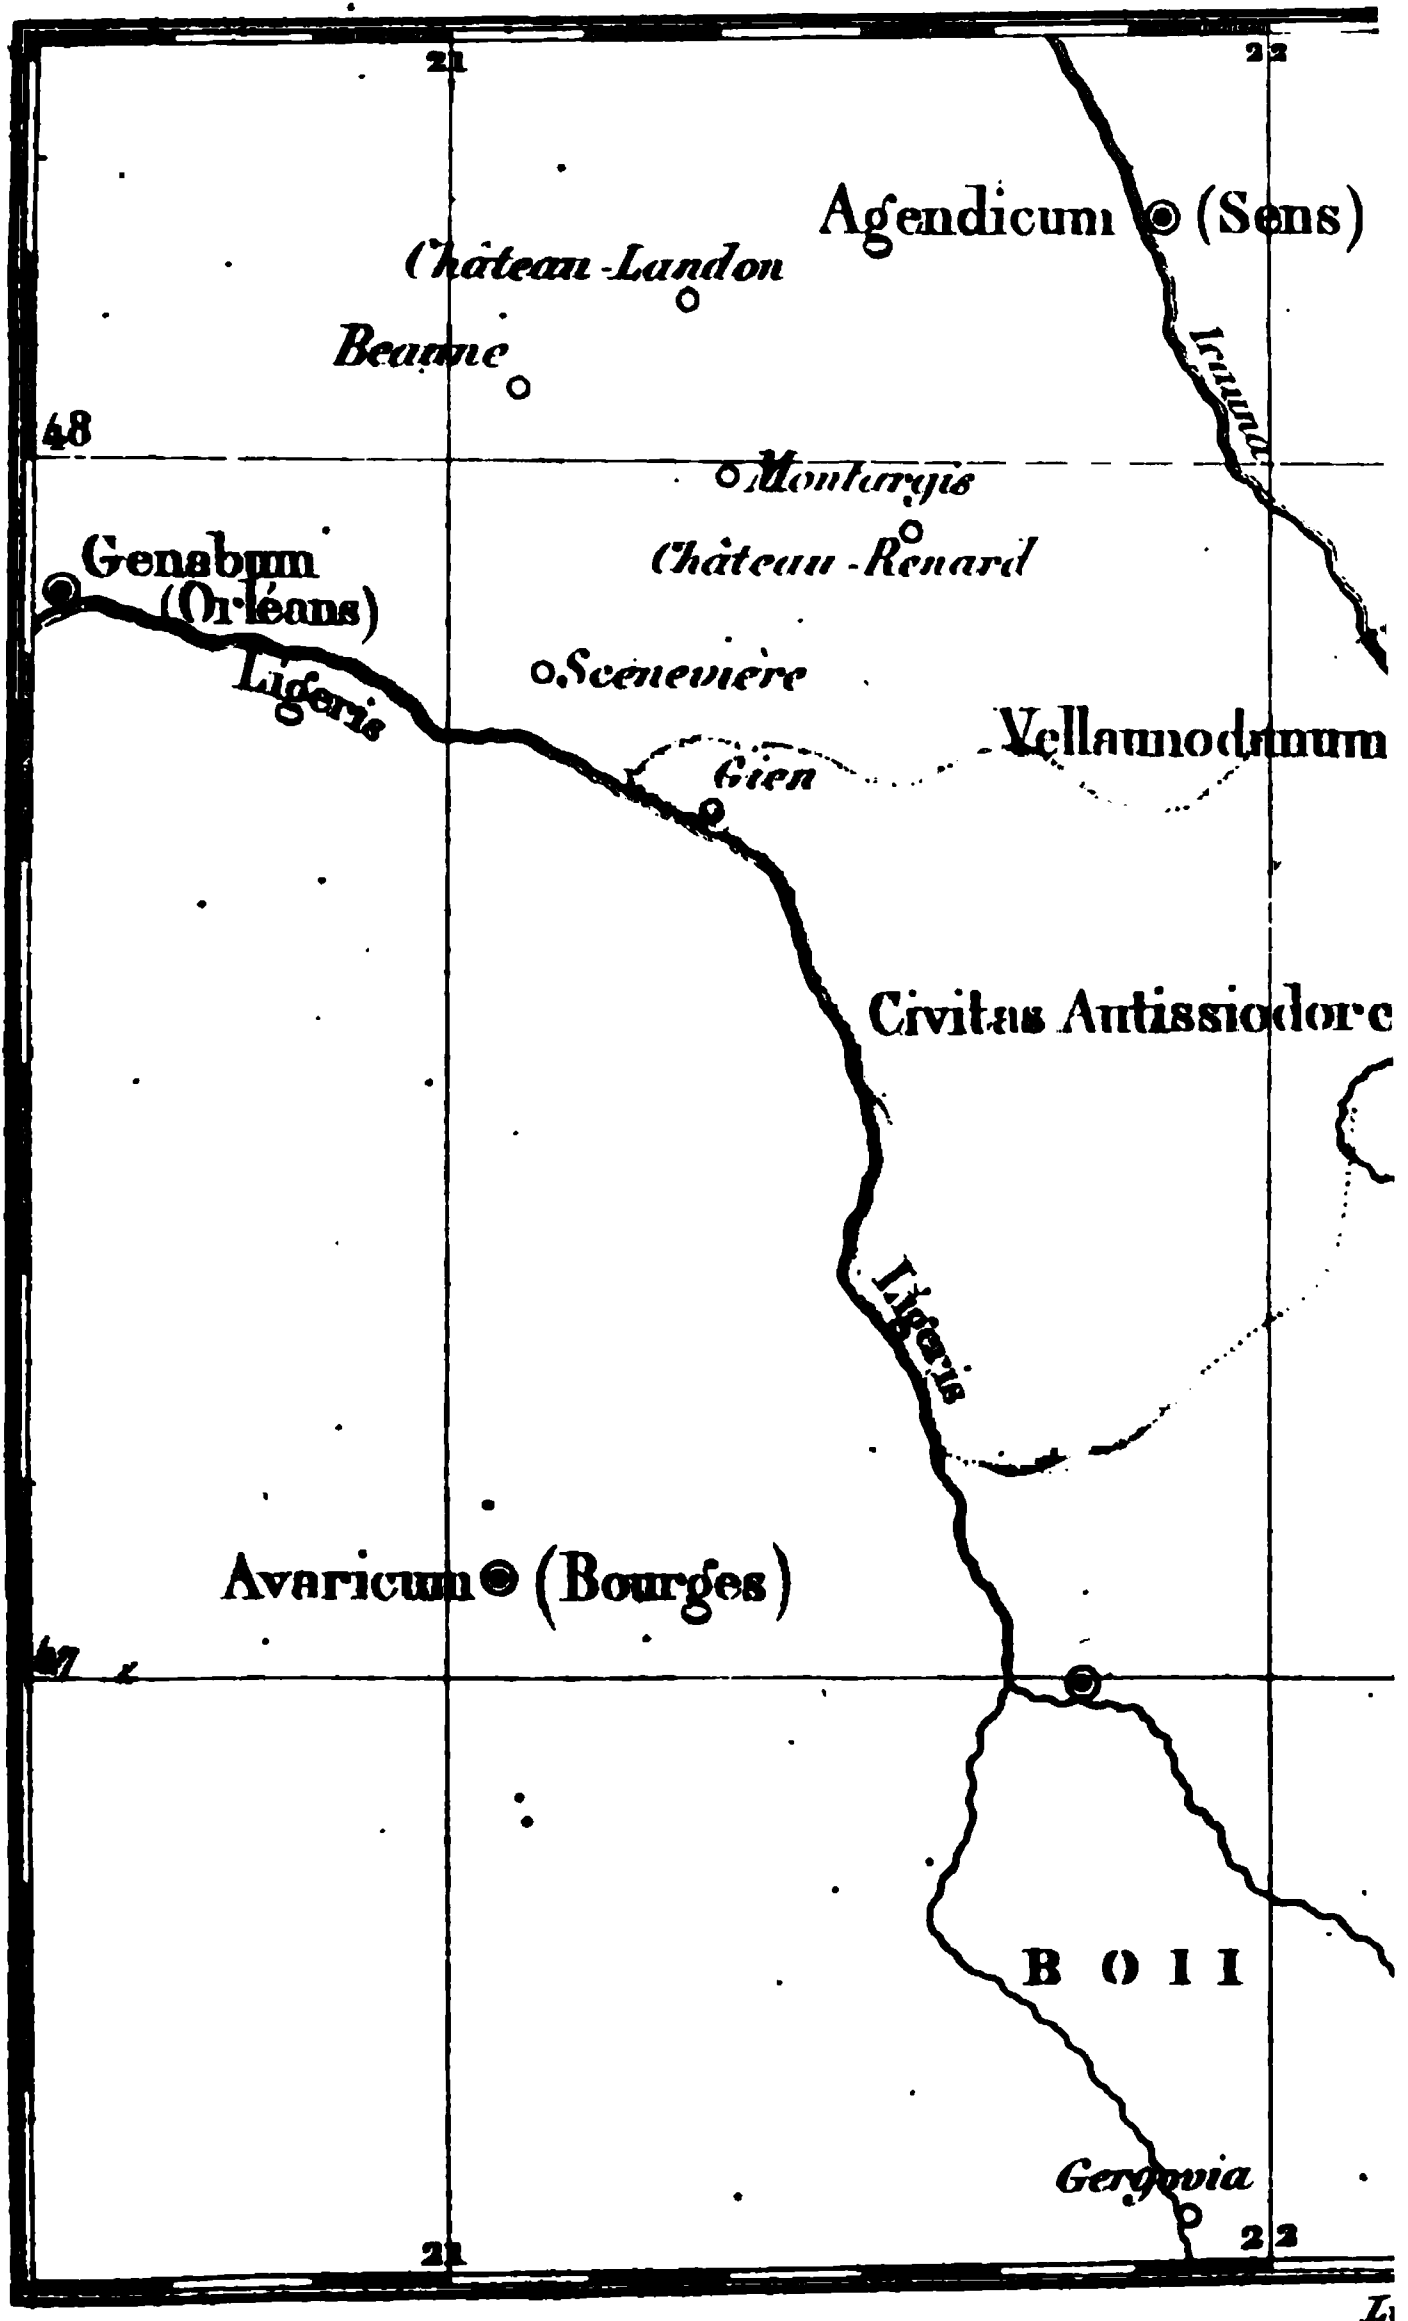 21
22
Agendicum (Sens)
Château-Landon
Beaune
48
Icauna
Montargis
Château-Renard
Genabum
(Orléans)
Ligeris
Scenevière
Vellaunodunum
Gien
Civitas Antissiodore
Ligeris
Avaricum (Bourges)
47
BOII
Gergovia
21
22